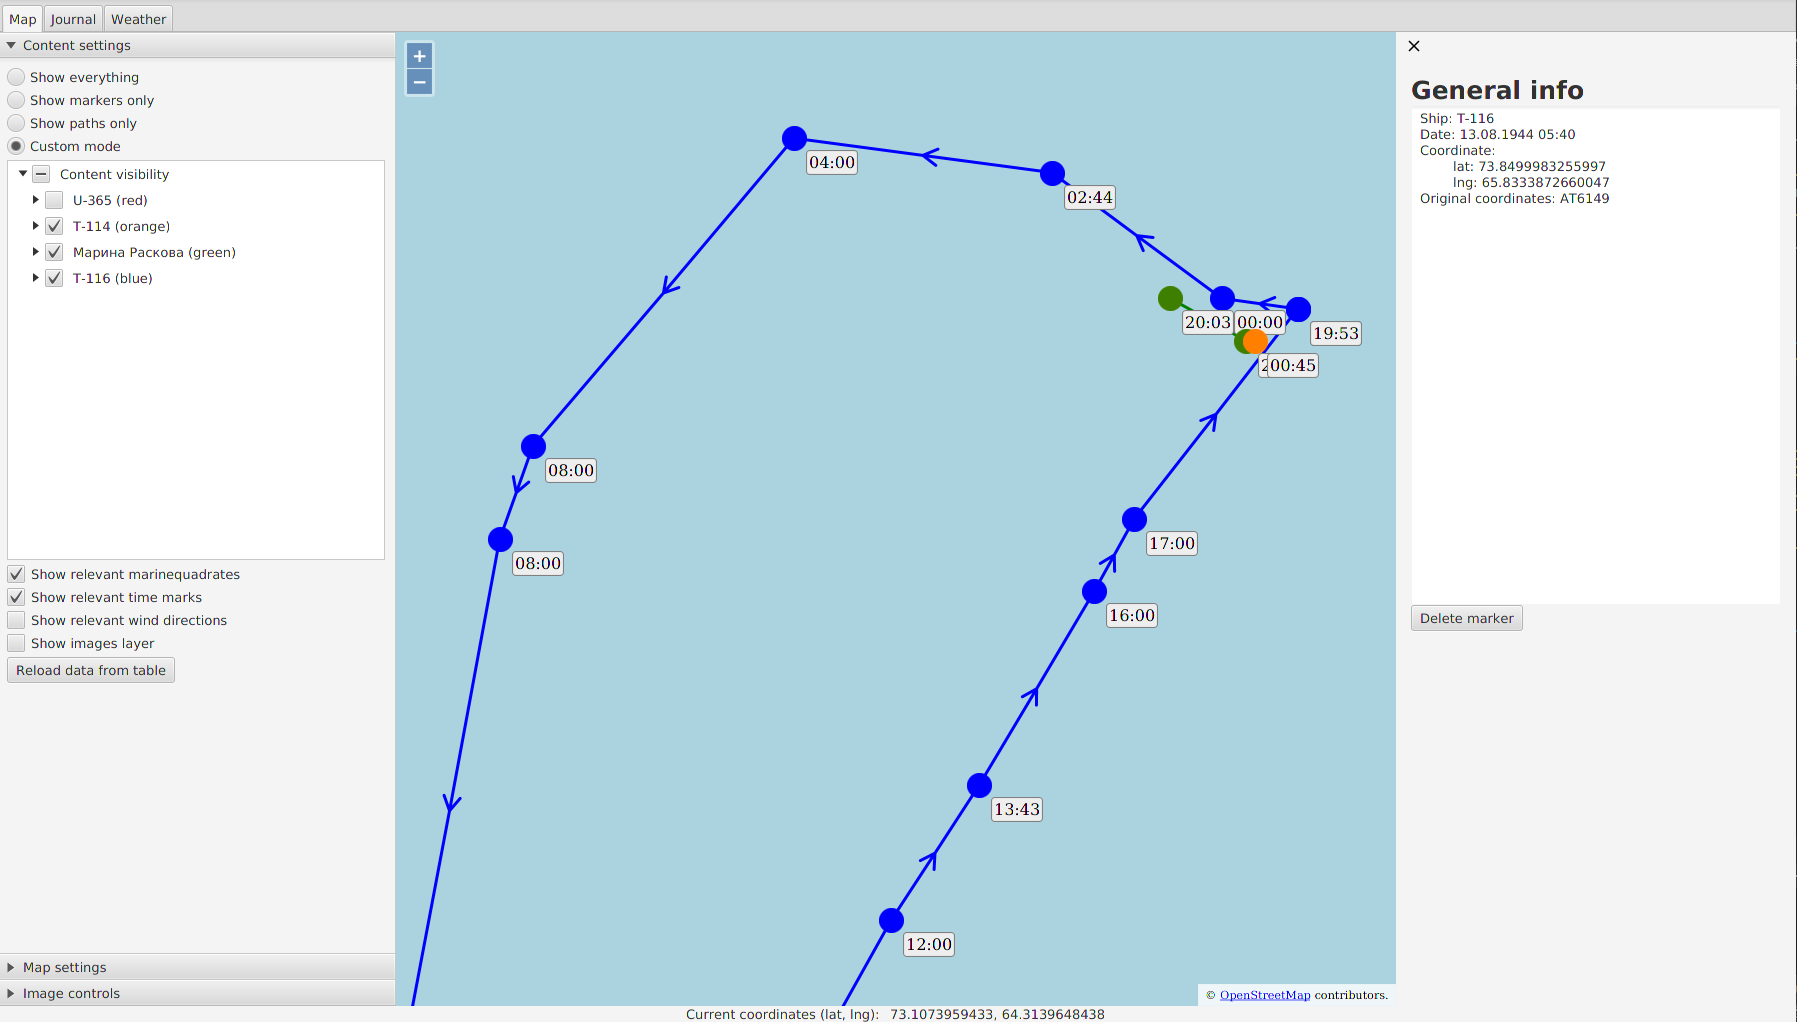 Map Journal Weather
Content settings
Show everything
Show markers only
Show paths only
Custom mode
Content visibility
U-365 (red)
T-114 (orange)
Марина Раскова (green)
T-116 (blue)
Show relevant marinequadrates
Show relevant time marks
Show relevant wind directions
Show images layer
Reload data from table
Map settings
Image controls
+
−
04:00
02:44
20:03
00:00
19:53
00:45
08:00
08:00
17:00
16:00
13:43
12:00
© OpenStreetMap contributors.
Current coordinates (lat, lng): 73.1073959433, 64.3139648438
General info
Ship: T-116
Date: 13.08.1944 05:40
Coordinate:
lat: 73.8499983255997
lng: 65.8333872660047
Original coordinates: AT6149
Delete marker